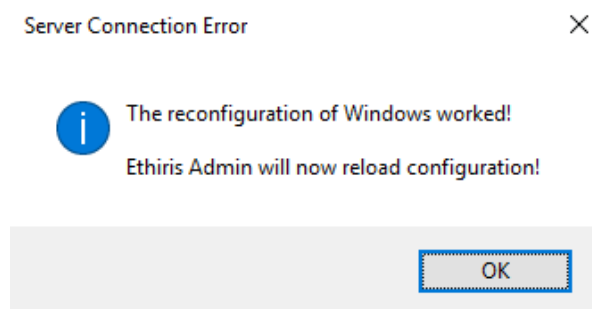 Server Connection Error
The reconfiguration of Windows worked!
Ethiris Admin will now reload configuration!
OK